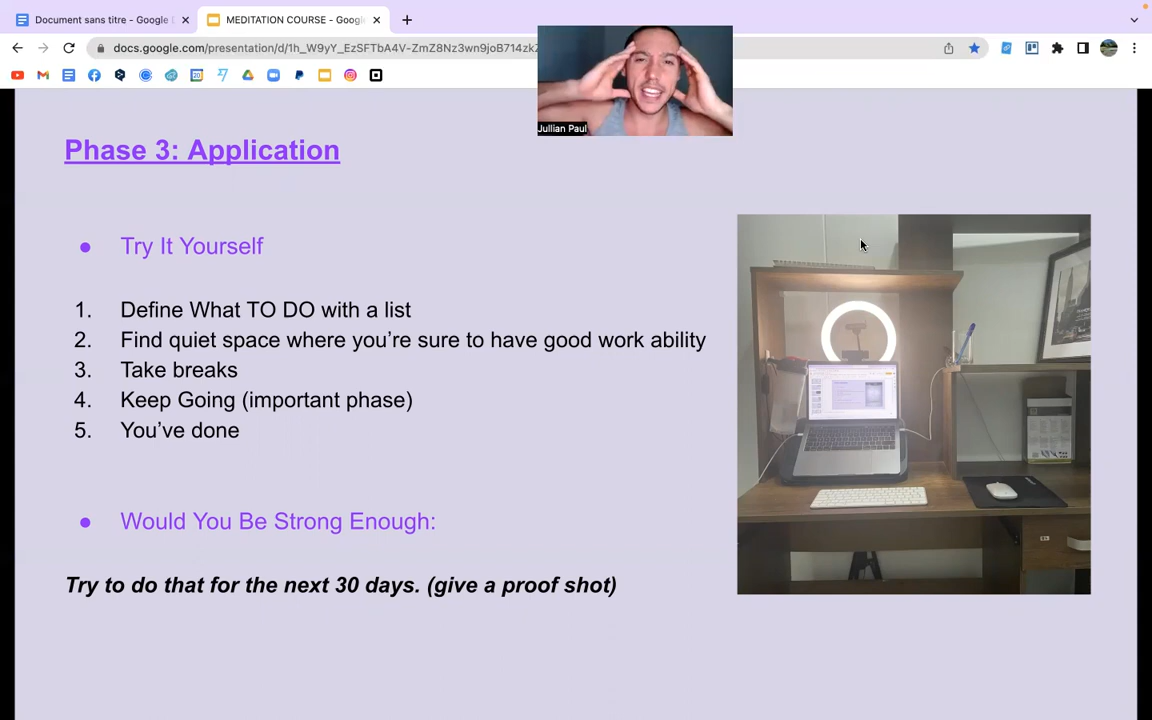 Document sans titre - Google
MEDITATION COURSE - Googl
docs.google.com/presentation/d/1h_W9yY_EzSFTbA4V-ZmZ8Nz3wn9joB714zkZ
31
Jullian Paul
Phase 3: Application
● Try It Yourself
1. Define What TO DO with a list
2. Find quiet space where you’re sure to have good work ability
3. Take breaks
4. Keep Going (important phase)
5. You’ve done
● Would You Be Strong Enough:
Try to do that for the next 30 days. (give a proof shot)